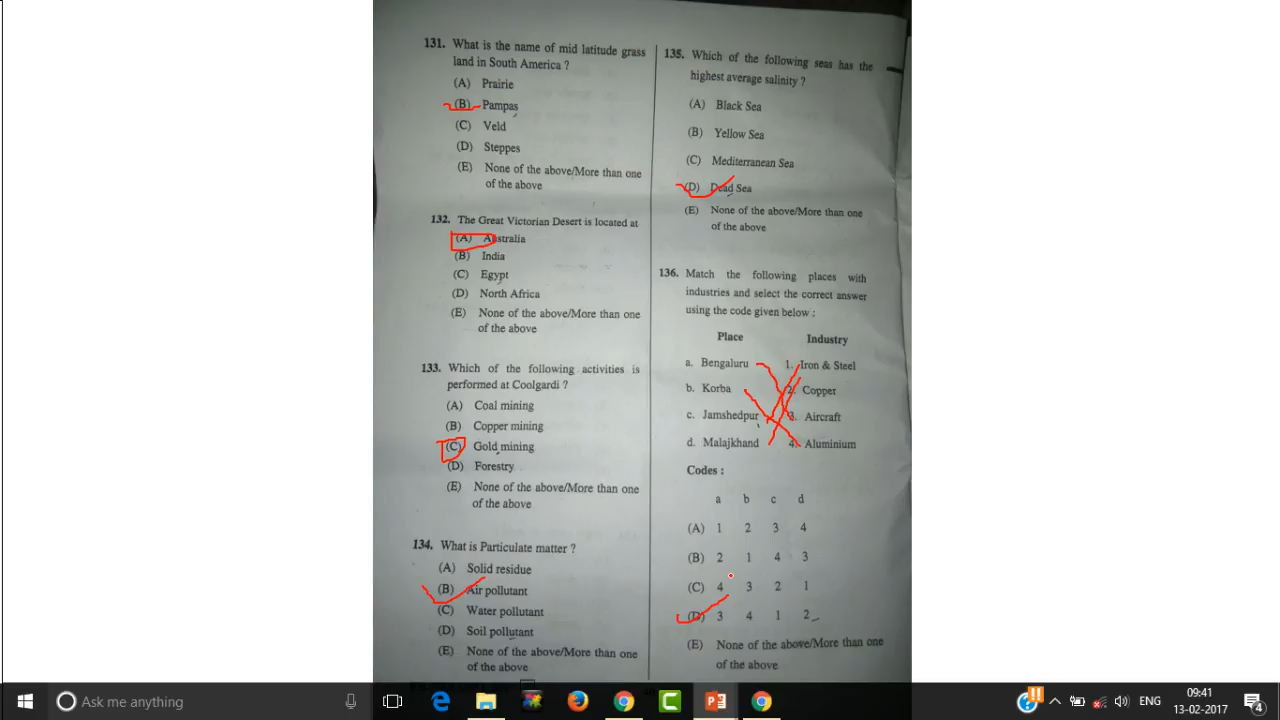 131. What is the name of mid latitude grass
land in South America ?
(A) Prairie
(B) Pampas
(C) Veld
(D) Steppes
(E) None of the above/More than one
of the above
132. The Great Victorian Desert is located at
(A) Australia
(B) India
(C) Egypt
(D) North Africa
(E) None of the above/More than one
of the above
133. Which of the following activities is
performed at Coolgardi ?
(A) Coal mining
(B) Copper mining
(C) Gold mining
(D) Forestry
(E) None of the above/More than one
of the above
134. What is Particulate matter ?
(A) Solid residue
(B) Air pollutant
(C) Water pollutant
(D) Soil pollutant
(E) None of the above/More than one
of the above
135. Which of the following seas has the
highest average salinity ?
(A) Black Sea
(B) Yellow Sea
(C) Mediterranean Sea
(D) Dead Sea
(E) None of the above/More than one
of the above
136. Match the following places with
industries and select the correct answer
using the code given below :
Place Industry
a. Bengaluru 1. Iron & Steel
b. Korba 2. Copper
c. Jamshedpur 3. Aircraft
d. Malajkhand 4. Aluminium
Codes :
a b c d
(A) 1 2 3 4
(B) 2 1 4 3
(C) 4 3 2 1
(D) 3 4 1 2
(E) None of the above/More than one
of the above
Ask me anything
ENG
09:41
13-02-2017
4